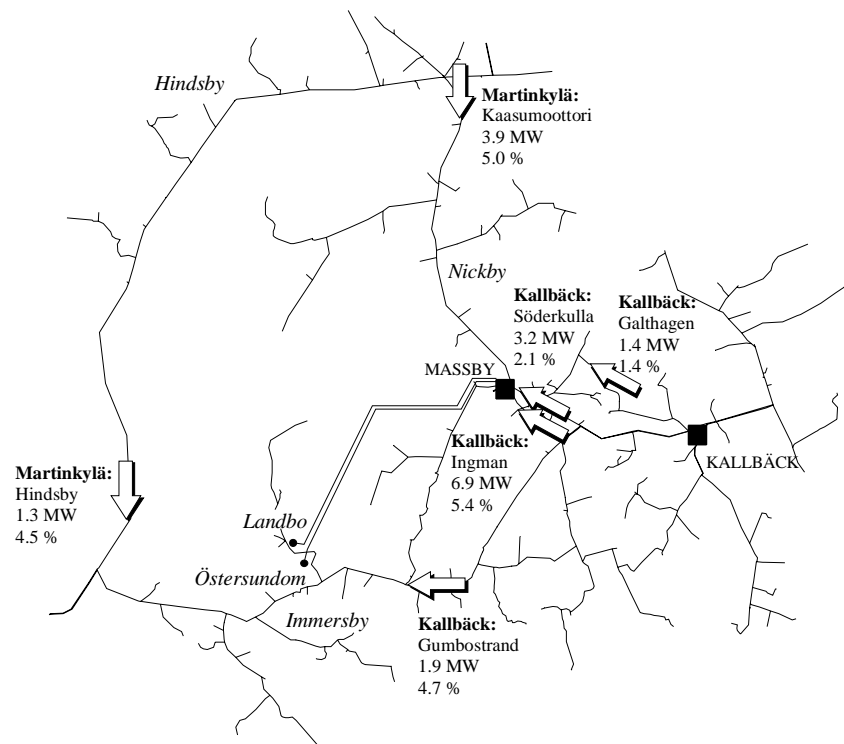 Hindsby
Martinkylä:
Kaasumoottori
3.9 MW
5.0 %
Nickby
Kallbäck:
Söderkulla
3.2 MW
2.1 %
Kallbäck:
Galthagen
1.4 MW
1.4 %
MASSBY
Kallbäck:
Ingman
6.9 MW
5.4 %
KALLBÄCK
Martinkylä:
Hindsby
1.3 MW
4.5 %
Landbo
Östersundom
Immersby
Kallbäck:
Gumbostrand
1.9 MW
4.7 %